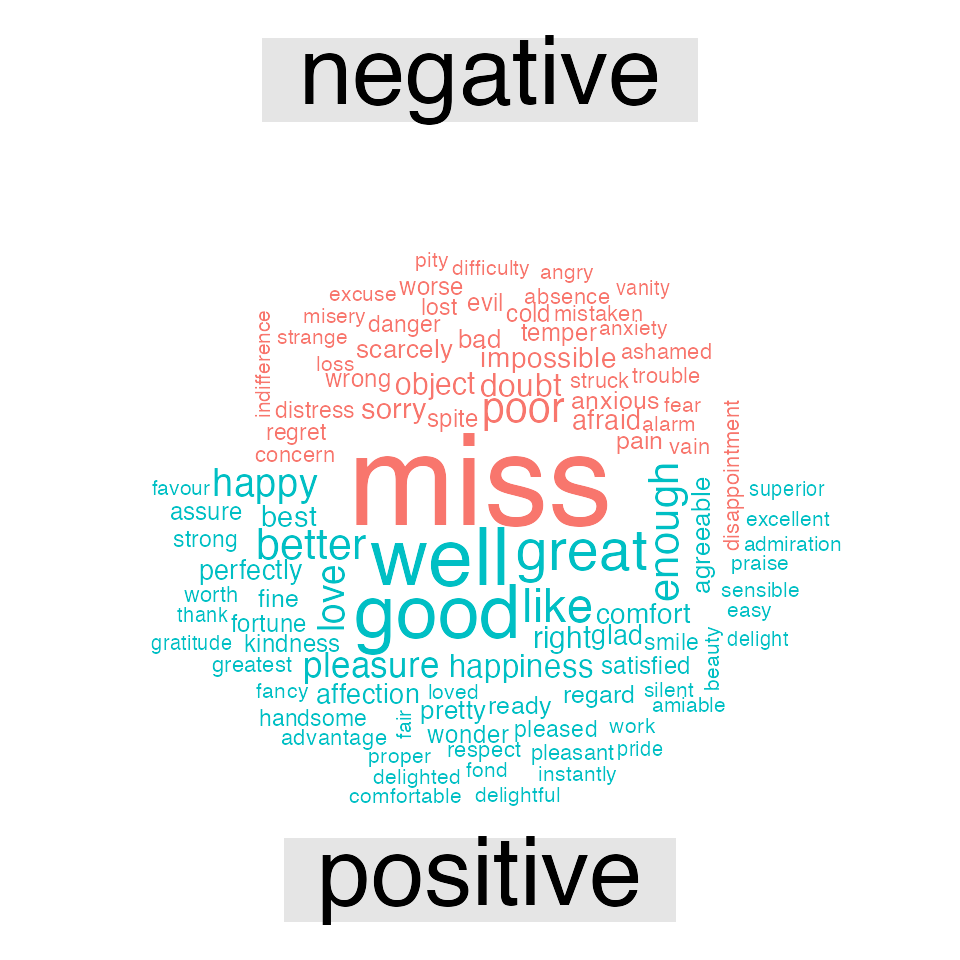 negative
pity difficulty angry
excuse worse absence vanity
misery lost evil cold mistaken
strange danger bad temper anxiety
indifference
loss scarcely impossible ashamed
wrong object doubt struck trouble
distress sorry spite poor anxious fear
regret afraid alarm
concern pain vain
disappointment
miss
favour happy enough superior
assure best agreeable excellent
strong better well great admiration
perfectly love praise
worth fine good like comfort sensible
thank fortune easy
gratitude kindness right glad smile delight
greatest pleasure happiness satisfied beauty
fancy affection loved regard silent
handsome pretty ready amiable
advantage fair wonder pleased work
proper respect pleasant pride
delighted fond instantly
comfortable delightful
positive